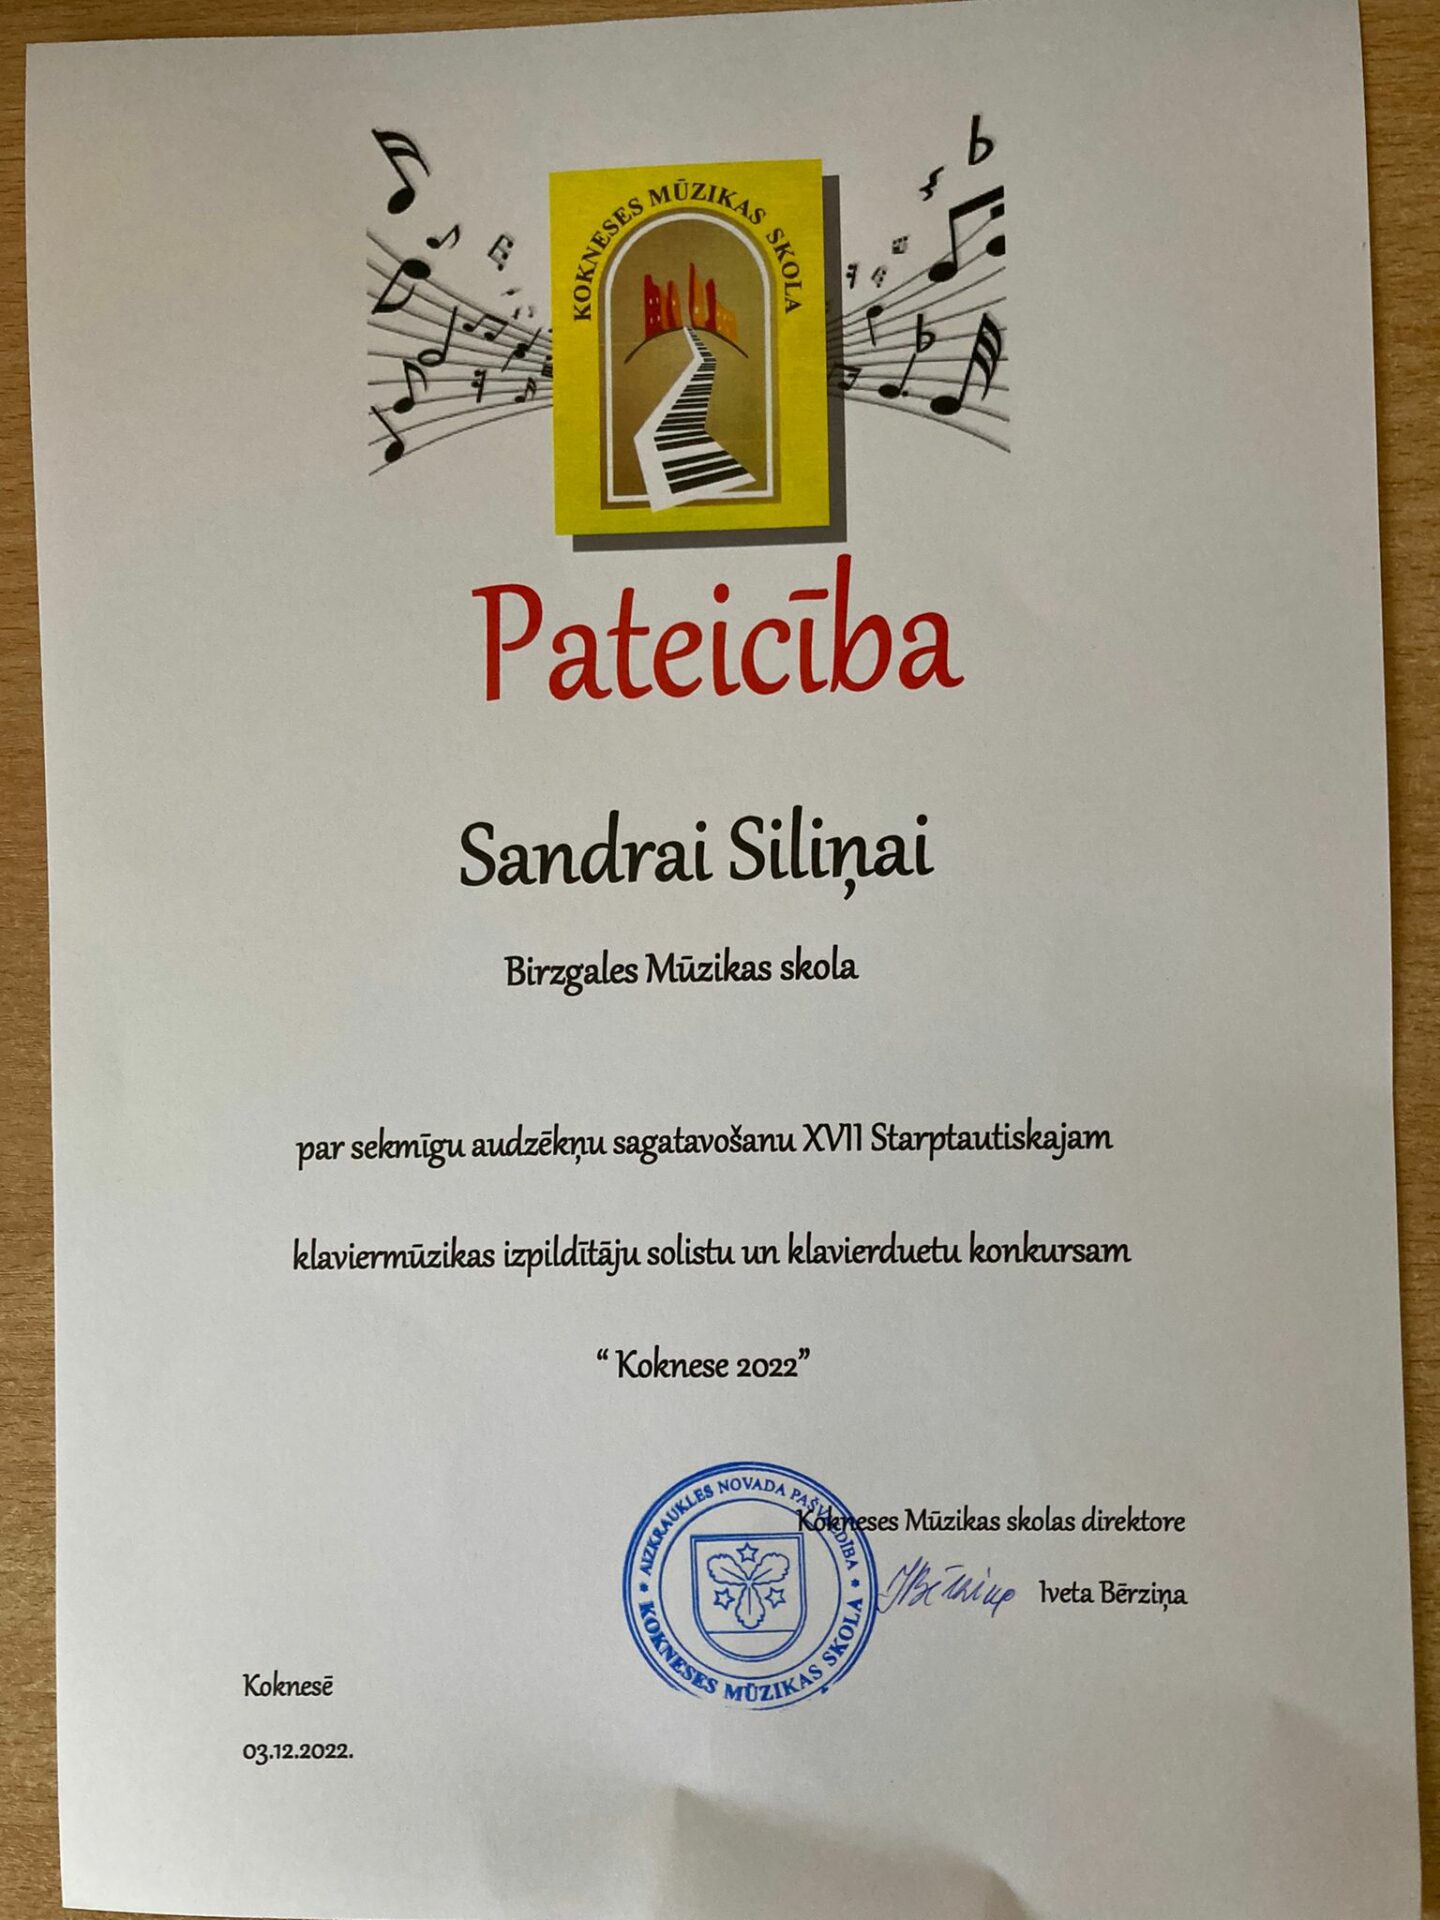 KOKNESES MŪZIKAS SKOLA
Pateicība
Sandrai Siliņai
Birzgales Mūzikas skola
par sekmīgu audzēkņu sagatavošanu XVII Starptautiskajam
klaviermūzikas izpildītāju solistu un klavierduetu konkursam
“ Koknese 2022”
Kokneses Mūzikas skolas direktore
IBērziņa Iveta Bērziņa
AIZKRAUKLES NOVADA PAŠVALDĪBA
KOKNESES MŪZIKAS SKOLA
Koknesē
03.12.2022.